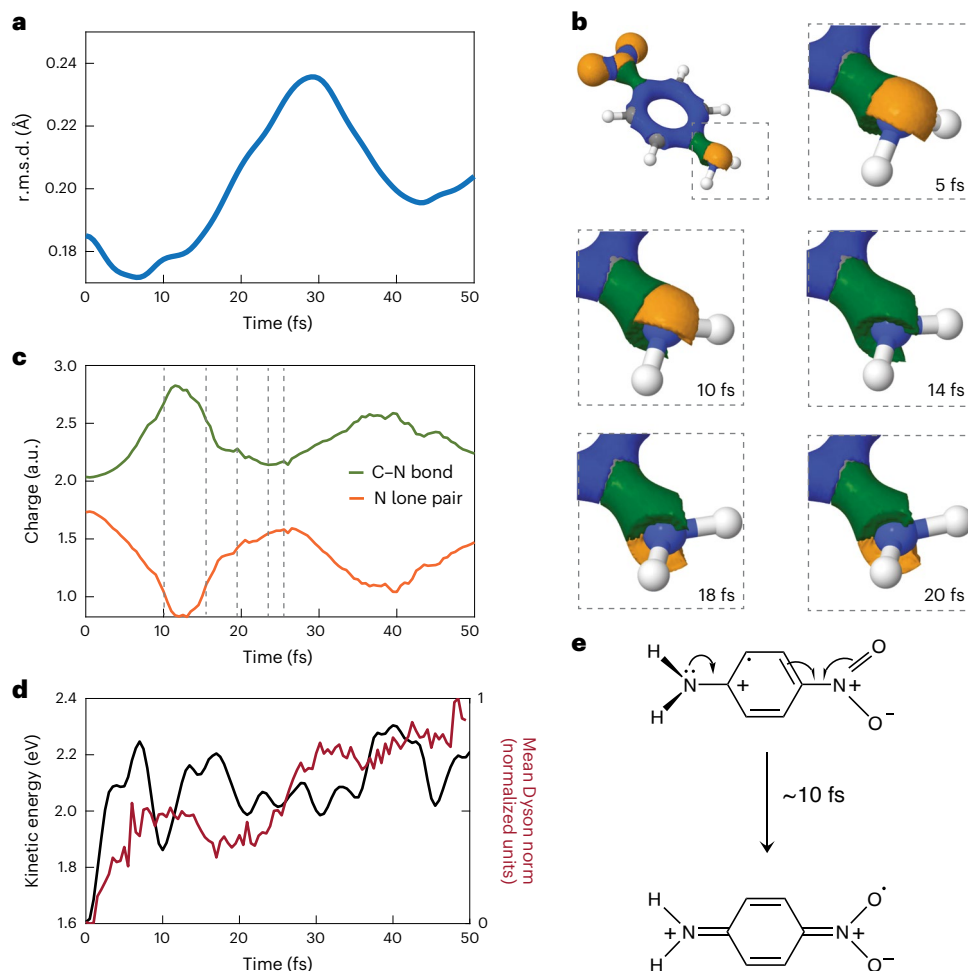 a
0.24
0.22
0.20
0.18
r.m.s.d. (Å)
0 10 20 30 40 50
Time (fs)
b
5 fs
10 fs
14 fs
18 fs
20 fs
c
3.0
2.5
2.0
1.5
1.0
Charge (a.u.)
C–N bond
N lone pair
0 10 20 30 40 50
Time (fs)
d
2.4
2.2
2.0
1.8
1.6
Kinetic energy (eV)
1
0
Mean Dyson norm
(normalized units)
0 10 20 30 40 50
Time (fs)
e
H
O
N
+
N
+
H
O–
~10 fs
H
O
+
N
N
+
H
O–